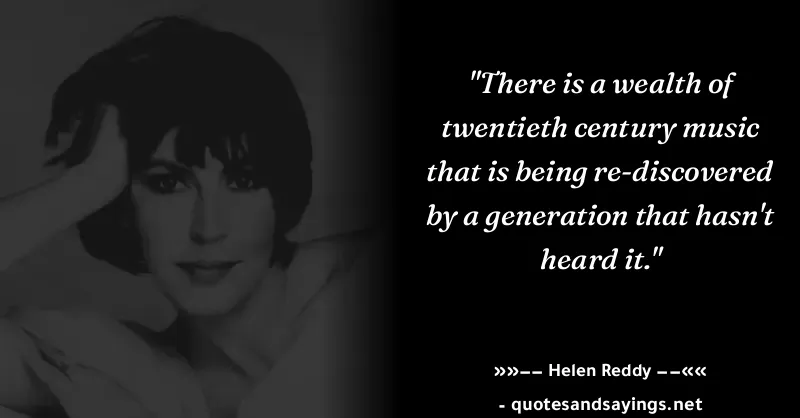 "There is a wealth of
twentieth century music
that is being re-discovered
by a generation that hasn't
heard it."
»»−− Helen Reddy −−««
- quotesandsayings.net